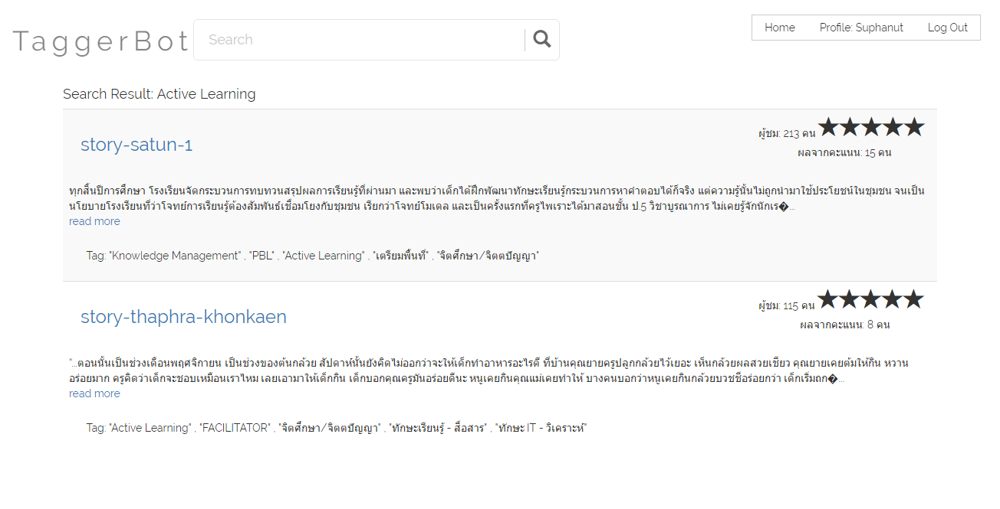 TaggerBot
Search
Home Profile: Suphanut Log Out
Search Result: Active Learning
story-satun-1
ผู้ชม: 213 คน ★★★★★
ผลจากคะแนน: 15 คน
ทุกสิ้นปีการศึกษา โรงเรียนจัดกระบวนการทบทวนสรุปผลการเรียนรู้ที่ผ่านมา และพบว่าเด็กได้ฝึกพัฒนาทักษะเรียนรู้กระบวนการหาคำตอบได้ก็จริง แต่ความรู้นั้นไม่ถูกนำมาใช้ประโยชน์ในชุมชน จนเป็น
นโยบายโรงเรียนที่ว่าโจทย์การเรียนรู้ต้องสัมพันธ์เชื่อมโยงกับชุมชน เรียกว่าโจทย์โมเดล และเป็นครั้งแรกที่ครูไพเราะได้มาสอนชั้น ป.5 วิชาบูรณาการ ไม่เคยรู้จักนักเร�...
read more
Tag: "Knowledge Management" , "PBL" , "Active Learning" , "เตรียมพื้นที่" , "จิตศึกษา/จิตตปัญญา"
story-thaphra-khonkaen
ผู้ชม: 115 คน ★★★★★
ผลจากคะแนน: 8 คน
“...ตอนนั้นเป็นช่วงเดือนพฤศจิกายน เป็นช่วงของต้นกล้วย สัปดาห์นั้นยังคิดไม่ออกว่าจะให้เด็กทำอาหารอะไรดี ที่บ้านคุณยายครูปลูกกล้วยไว้เยอะ เห็นกล้วยผลสวยเชียว คุณยายเคยต้มให้กิน หวาน
อร่อยมาก ครูคิดว่าเด็กจะชอบเหมือนเราไหม เลยเอามาให้เด็กกิน เด็กบอกคุณครูมันอร่อยดีนะ หนูเคยกินคุณแม่เคยทำให้ บางคนบอกว่าหนูเคยกินกล้วยบวชชีอร่อยกว่า เด็กเริ่มถก�...
read more
Tag: "Active Learning" , "FACILITATOR" , "จิตศึกษา/จิตตปัญญา" , "ทักษะเรียนรู้ - สื่อสาร" , "ทักษะ IT - วิเคราะห์"